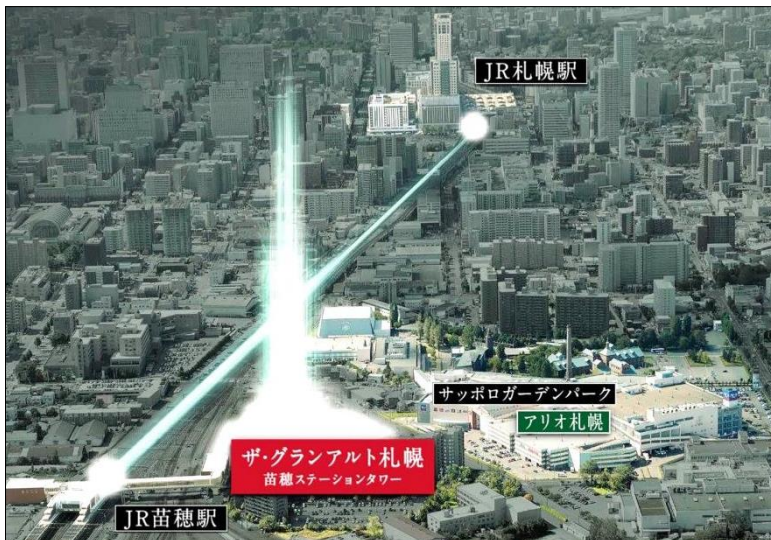 JR札幌駅
サッポロガーデンパーク
アリオ札幌
ザ・グランアルト札幌
苗穂ステーションタワー
JR苗穂駅